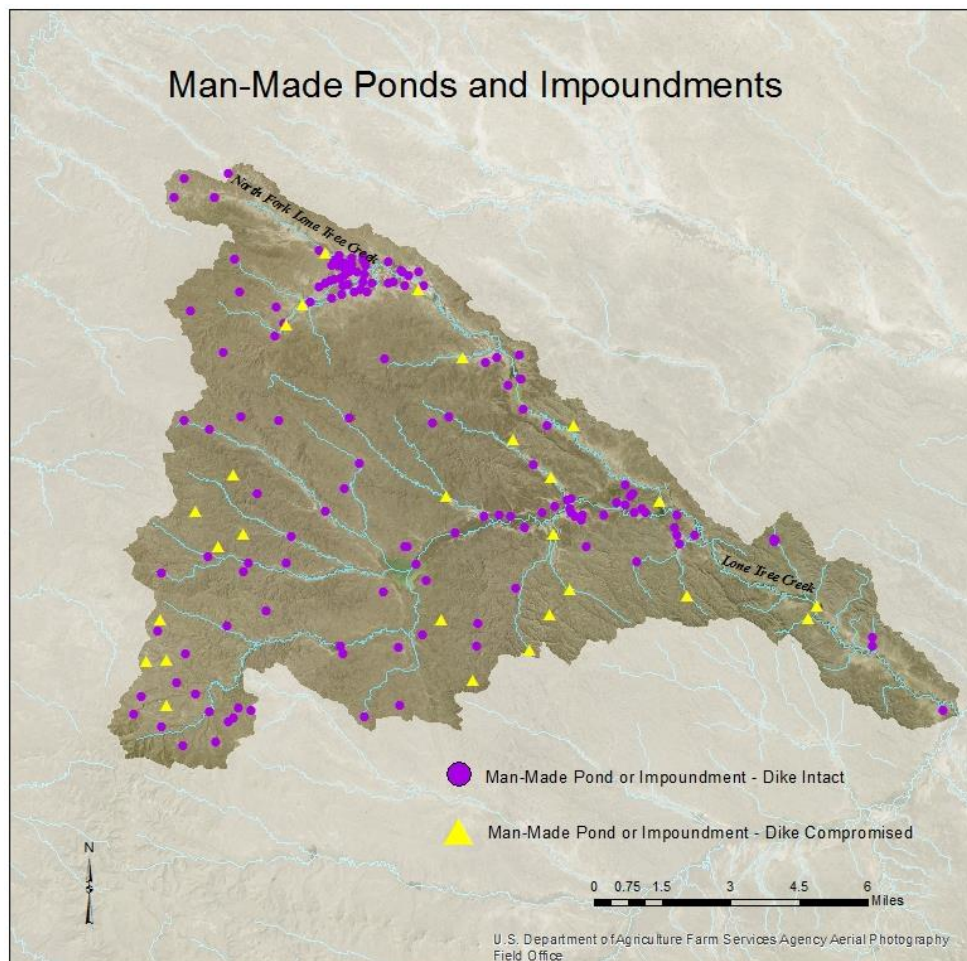 Man-Made Ponds and Impoundments
North Fork Lone Tree Creek
Lone Tree Creek
Man-Made Pond or Impoundment - Dike Intact
Man-Made Pond or Impoundment - Dike Compromised
N
0 0.75 1.5 3 4.5 6
Miles
U.S. Department of Agriculture Farm Services Agency Aerial Photography
Field Office